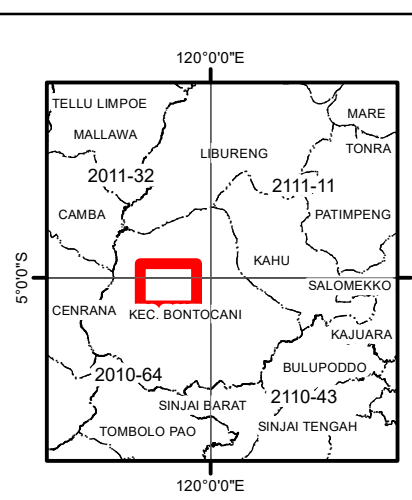 120°0'0"E
TELLU LIMPOE
MARE
MALLAWA
TONRA
LIBURENG
2011-32
2111-11
CAMBA
PATIMPENG
KAHU
5°0'0"S
SALOMEKKO
CENRANA
KEC. BONTOCANI
KAJUARA
BULUPODDO
2010-64
2110-43
SINJAI BARAT
SINJAI TENGAH
TOMBOLO PAO
120°0'0"E